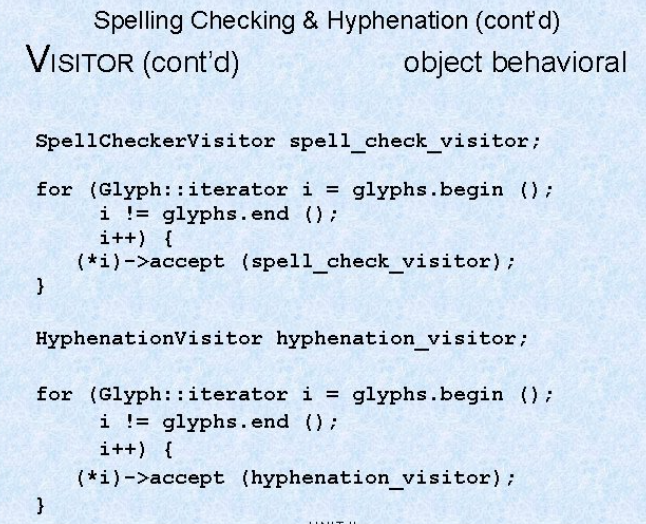 Spelling Checking & Hyphenation (cont'd)
VISITOR (cont'd) object behavioral
SpellCheckerVisitor spell_check_visitor;
for (Glyph::iterator i = glyphs.begin ();
i != glyphs.end ();
i++) {
(*i)->accept (spell_check_visitor);
}
HyphenationVisitor hyphenation_visitor;
for (Glyph::iterator i = glyphs.begin ();
i != glyphs.end ();
i++) {
(*i)->accept (hyphenation_visitor);
}